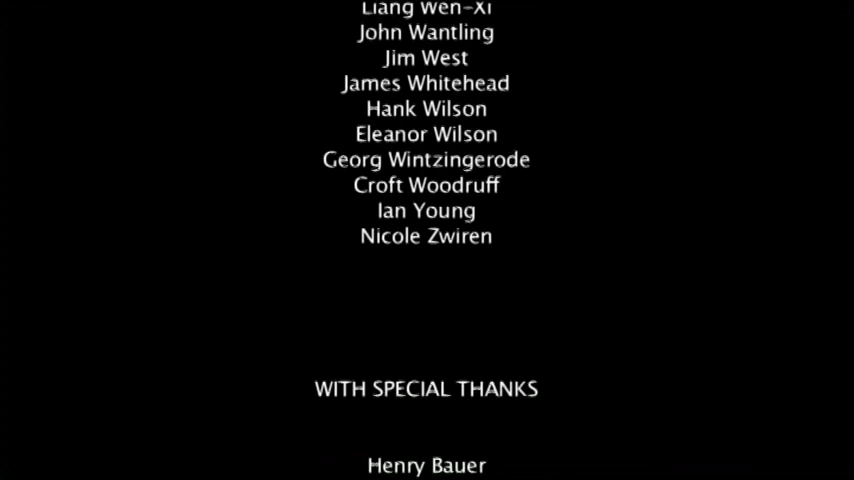 Liang Wen-Xi
John Wantling
Jim West
James Whitehead
Hank Wilson
Eleanor Wilson
Georg Wintzingerode
Croft Woodruff
Ian Young
Nicole Zwiren
WITH SPECIAL THANKS
Henry Bauer